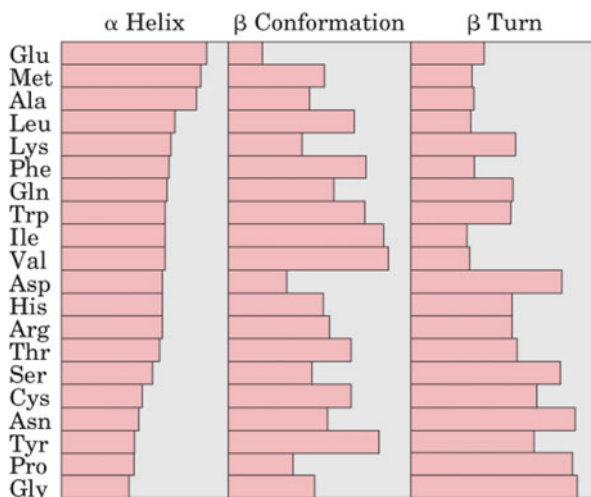 α Helix β Conformation β Turn
Glu
Met
Ala
Leu
Lys
Phe
Gln
Trp
Ile
Val
Asp
His
Arg
Thr
Ser
Cys
Asn
Tyr
Pro
Gly